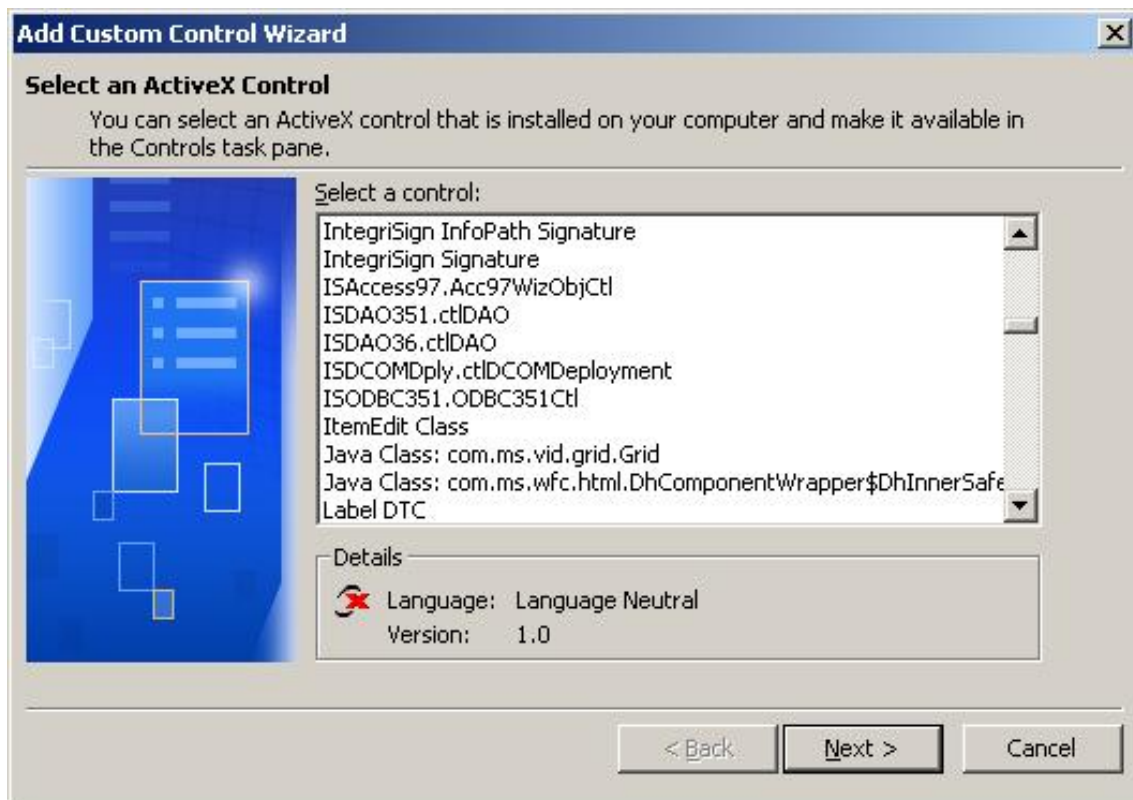 Add Custom Control Wizard
Select an ActiveX Control
You can select an ActiveX control that is installed on your computer and make it available in
the Controls task pane.
Select a control:
IntegriSign InfoPath Signature
IntegriSign Signature
ISAccess97.Acc97WizObjCtl
ISDAO351.ctlDAO
ISDAO36.ctlDAO
ISDCOMDply.ctlDCOMDeployment
ISODBC351.ODBC351Ctl
ItemEdit Class
Java Class: com.ms.vid.grid.Grid
Java Class: com.ms.wfc.html.DhComponentWrapper$DhInnerSafe
Label DTC
Details
Language: Language Neutral
Version: 1.0
< Back Next > Cancel